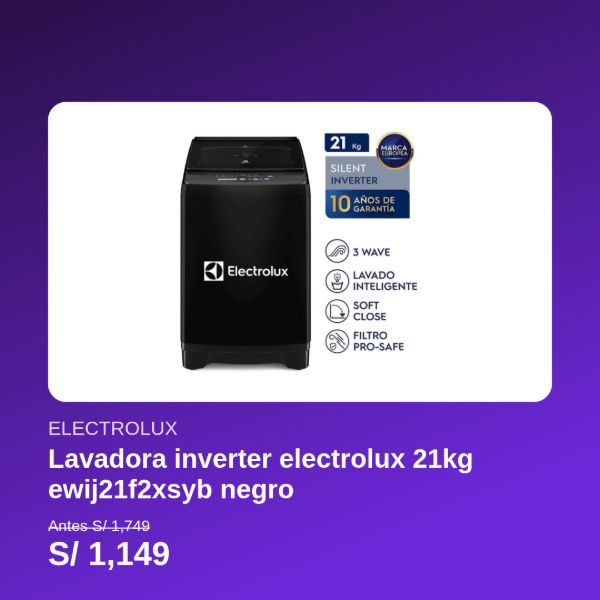 21 Kg
MARCA
EUROPEA
SILENT
INVERTER
10 AÑOS DE
GARANTÍA
Electrolux
3 WAVE
LAVADO
INTELIGENTE
SOFT
CLOSE
FILTRO
PRO-SAFE
ELECTROLUX
Lavadora inverter electrolux 21kg
ewij21f2xsyb negro
Antes S/ 1,749
S/ 1,149